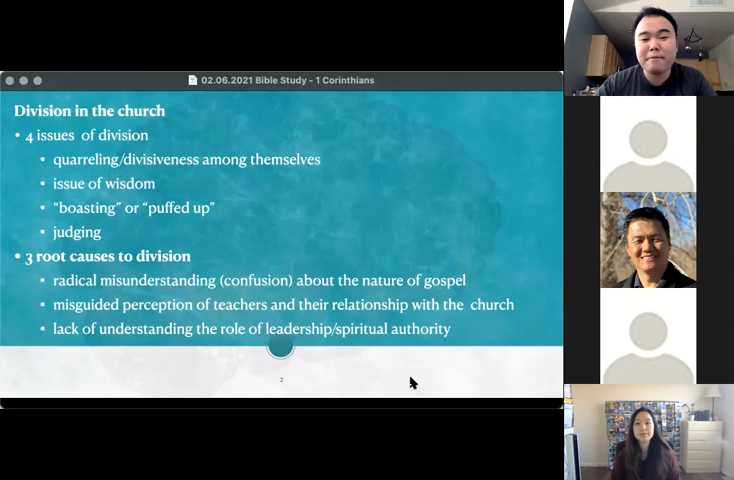 02.06.2021 Bible Study - 1 Corinthians
Division in the church
• 4 issues of division
• quarreling/divisiveness among themselves
• issue of wisdom
• “boasting” or “puffed up”
• judging
• 3 root causes to division
• radical misunderstanding (confusion) about the nature of gospel
• misguided perception of teachers and their relationship with the church
• lack of understanding the role of leadership/spiritual authority
2